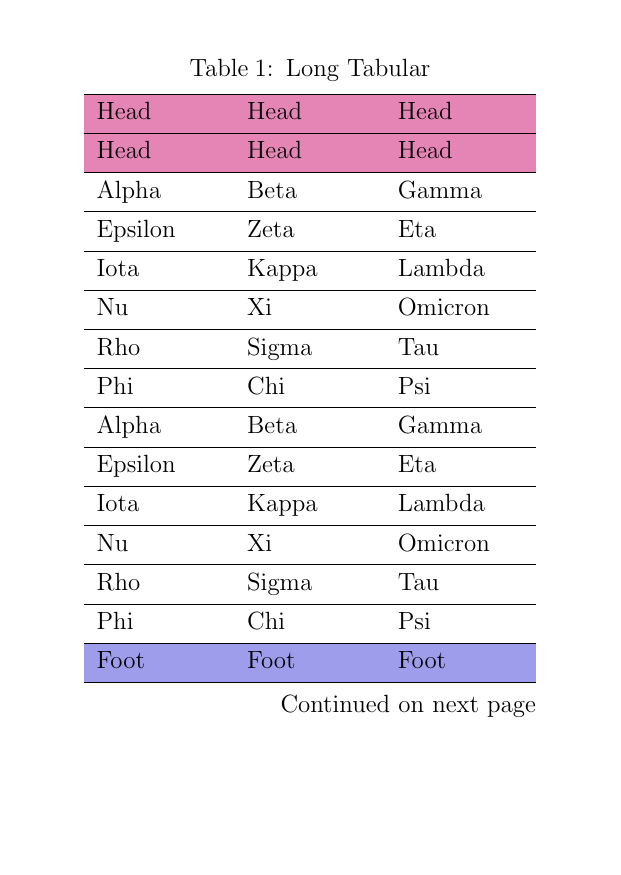 Table 1: Long Tabular
Head Head Head
Head Head Head
Alpha Beta Gamma
Epsilon Zeta Eta
Iota Kappa Lambda
Nu Xi Omicron
Rho Sigma Tau
Phi Chi Psi
Alpha Beta Gamma
Epsilon Zeta Eta
Iota Kappa Lambda
Nu Xi Omicron
Rho Sigma Tau
Phi Chi Psi
Foot Foot Foot
Continued on next page